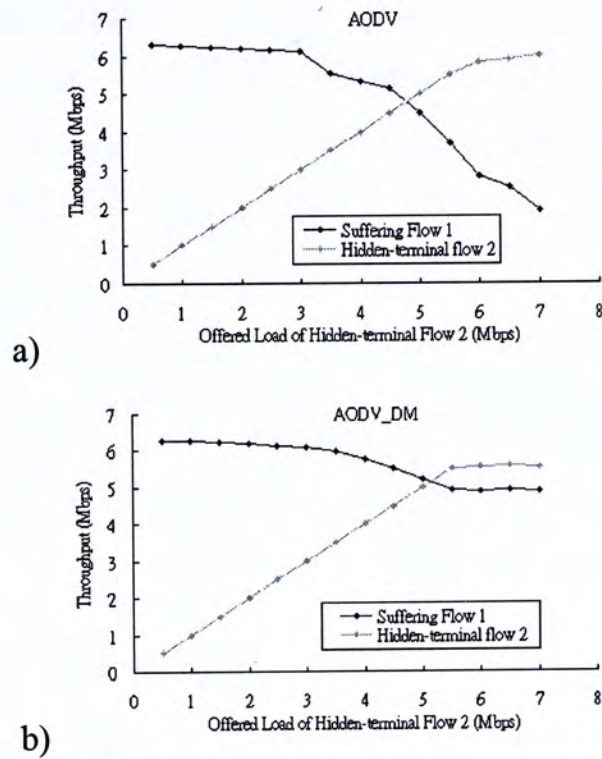 AODV
7
6
5
4
3
2
1
0
Throughput (Mbps)
Suffering Flow 1
Hidden-terminal flow 2
0 1 2 3 4 5 6 7 8
Offered Load of Hidden-terminal Flow 2 (Mbps)
a)
AODV_DM
7
6
5
4
3
2
1
0
Throughput (Mbps)
Suffering Flow 1
Hidden-terminal flow 2
0 1 2 3 4 5 6 7 8
Offered Load of Hidden-terminal Flow 2 (Mbps)
b)